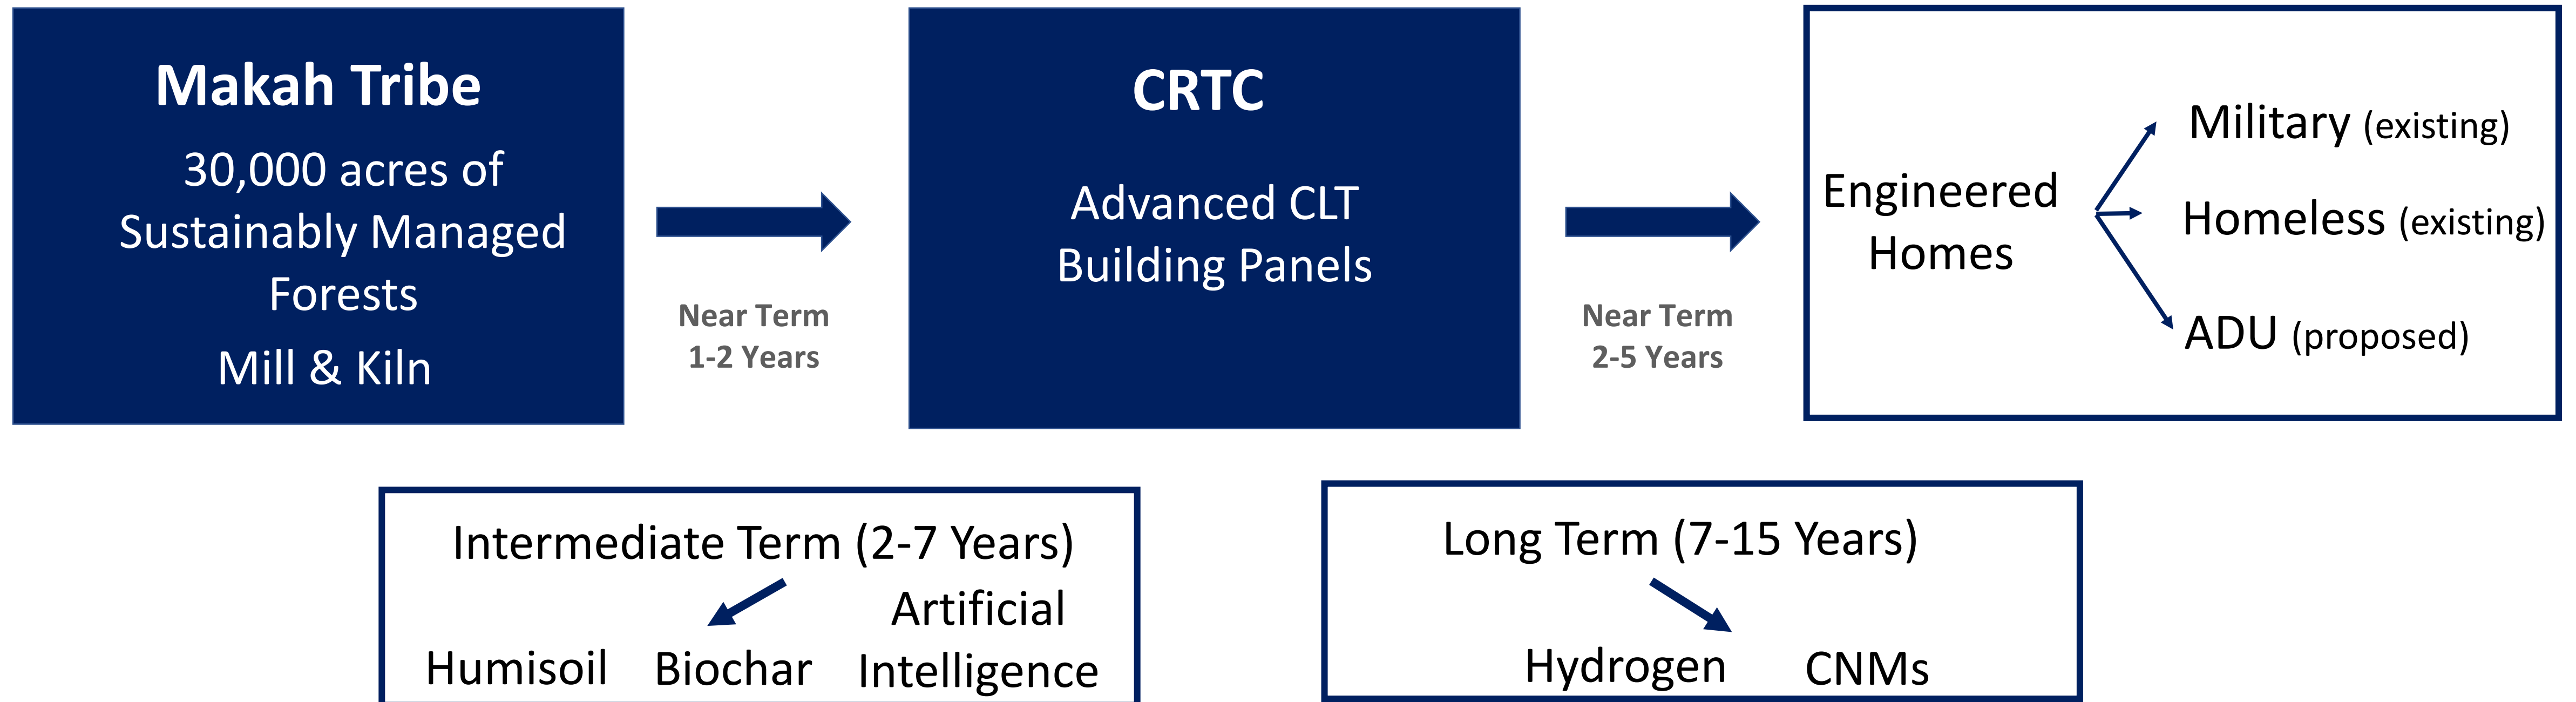 Makah Tribe
30,000 acres of
Sustainably Managed
Forests
Mill & Kiln
Near Term
1-2 Years
CRTC
Advanced CLT
Building Panels
Near Term
2-5 Years
Engineered
Homes
Military (existing)
Homeless (existing)
ADU (proposed)
Intermediate Term (2-7 Years)
Humisoil
Biochar
Artificial
Intelligence
Long Term (7-15 Years)
Hydrogen
CNMs